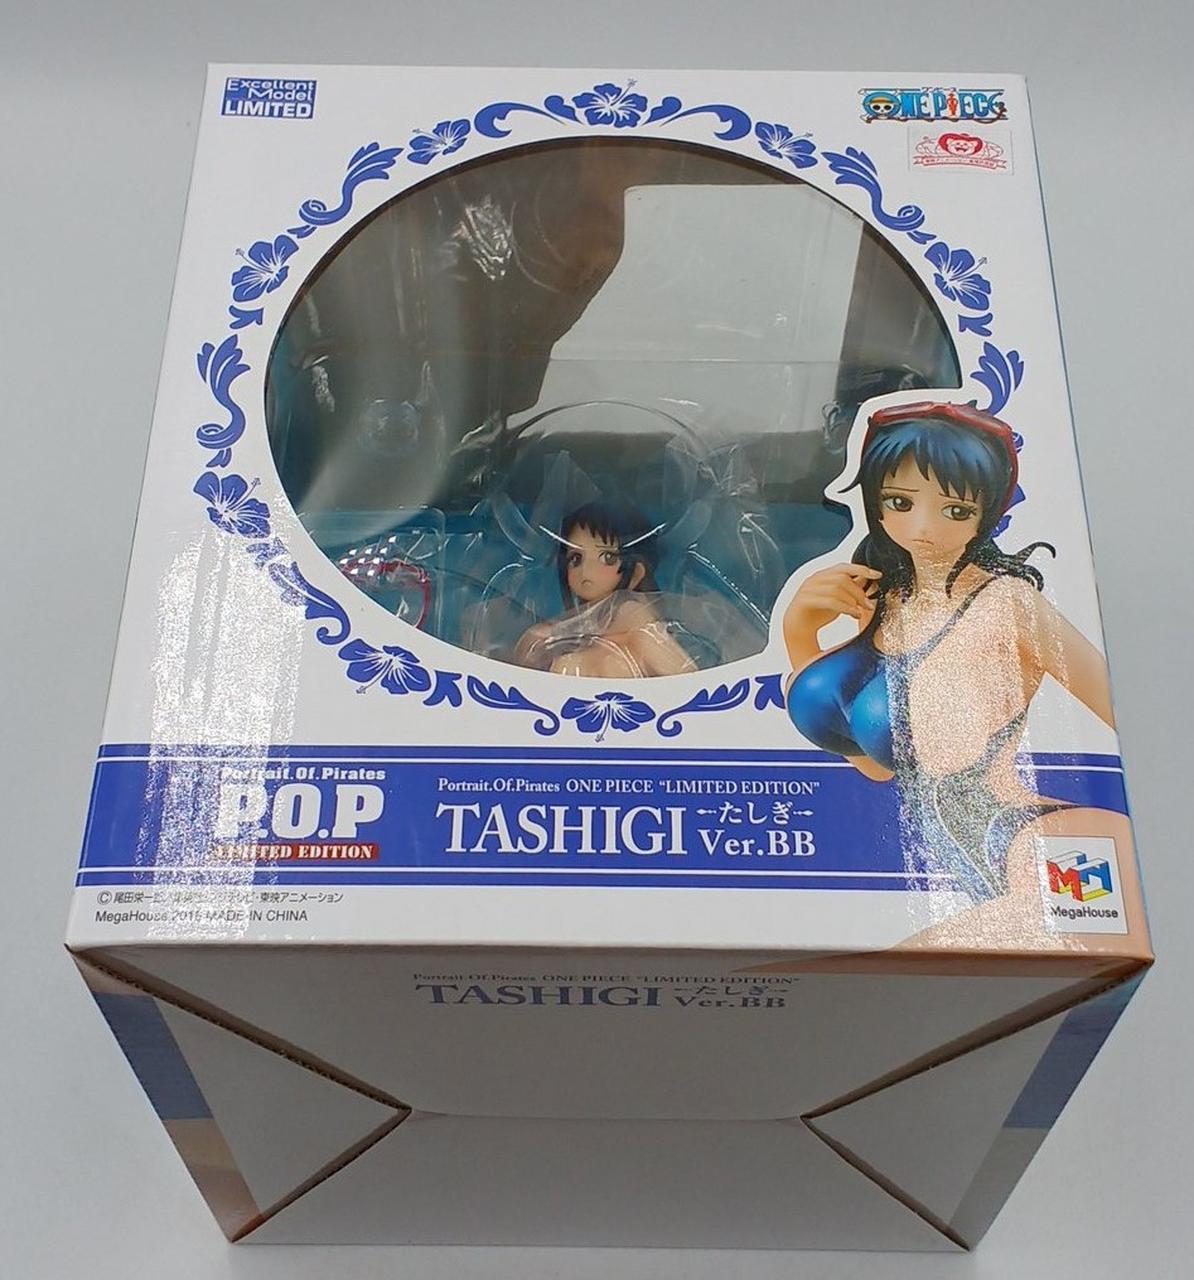 Excellent
Model
LIMITED
ONE PIECE
Portrait.Of.Pirates
P.O.P
LIMITED EDITION
Portrait.Of.Pirates ONE PIECE "LIMITED EDITION"
TASHIGI
たしぎ
Ver.BB
MegaHouse 2015 MADE IN CHINA
MegaHouse
Portrait.Of.Pirates ONE PIECE "LIMITED EDITION"
TASHIGI
たしぎ
Ver.BB